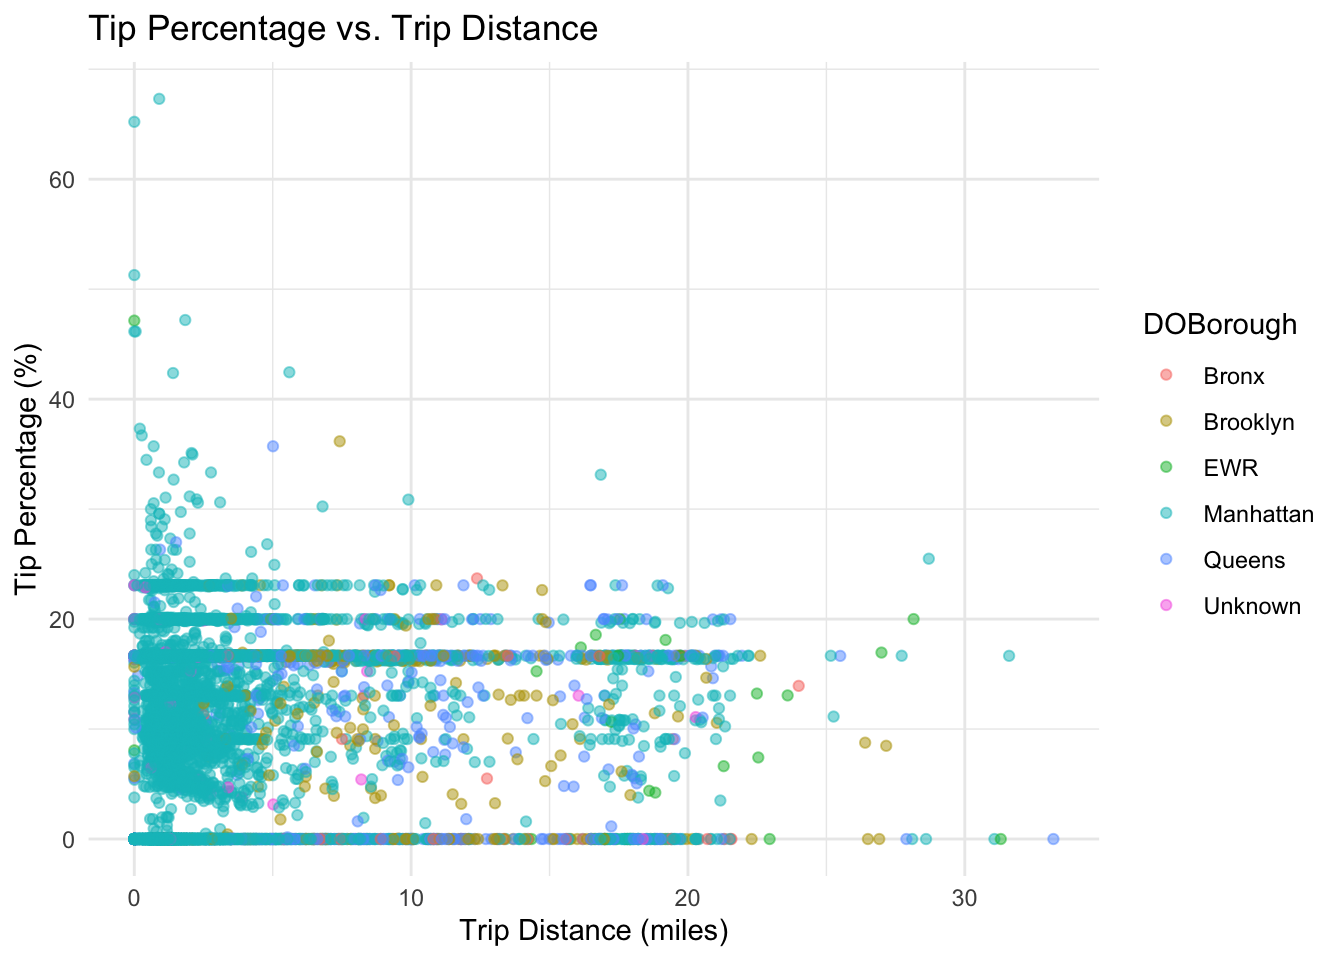 Tip Percentage vs. Trip Distance
60
40
20
0
Tip Percentage (%)
0 10 20 30
Trip Distance (miles)
DOBorough
Bronx
Brooklyn
EWR
Manhattan
Queens
Unknown